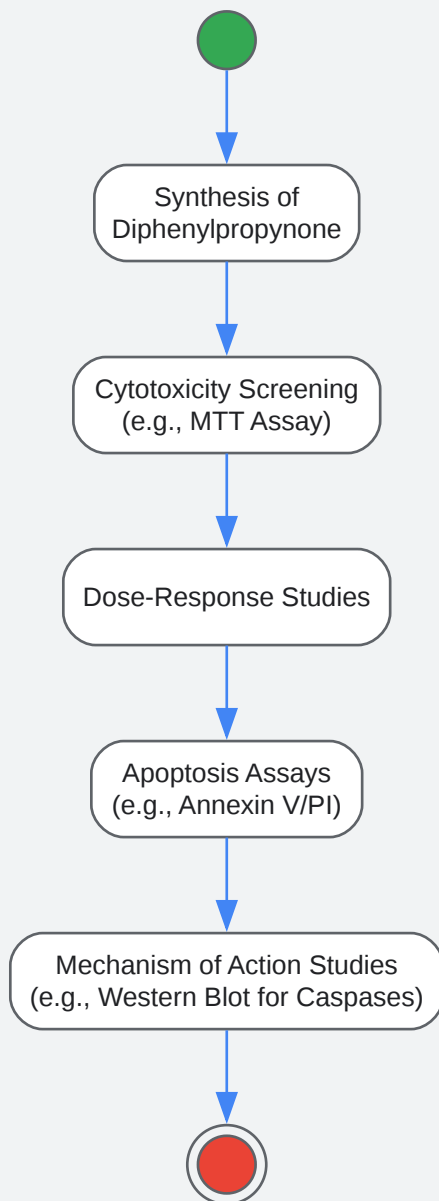 Synthesis of
Diphenylpropynone
Cytotoxicity Screening
(e.g., MTT Assay)
Dose-Response Studies
Apoptosis Assays
(e.g., Annexin V/PI)
Mechanism of Action Studies
(e.g., Western Blot for Caspases)